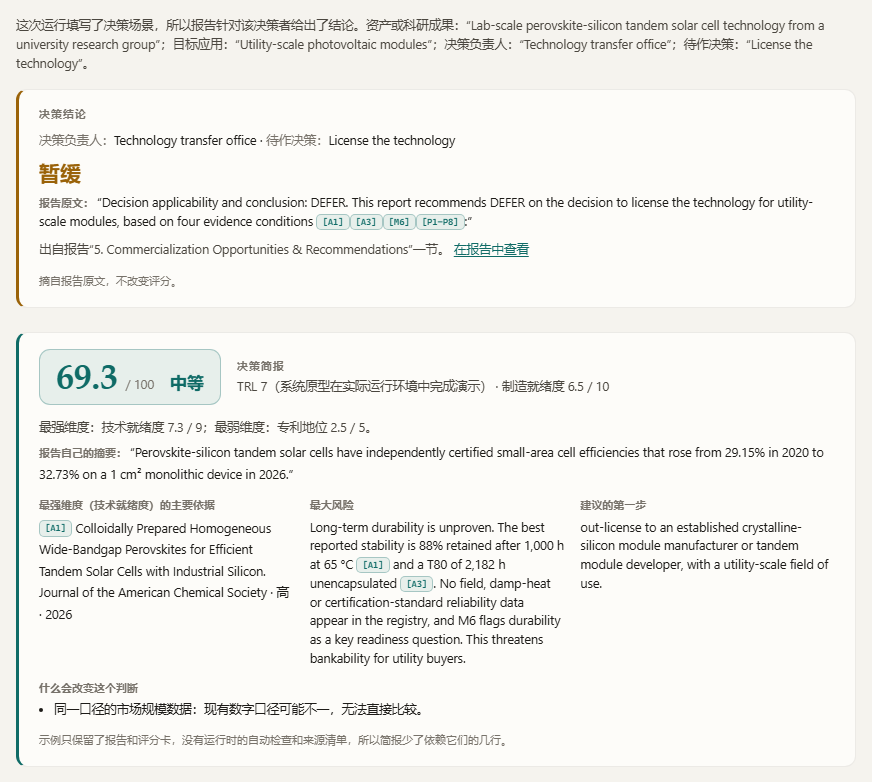 这次运行填写了决策场景，所以报告针对该决策者给出了结论。资产或科研成果：“Lab-scale perovskite-silicon tandem solar cell technology from a
university research group”；目标应用：“Utility-scale photovoltaic modules”；决策负责人：“Technology transfer office”；待作决策：“License the
technology”。
决策结论
决策负责人：Technology transfer office · 待作决策：License the technology
暂缓
报告原文：“Decision applicability and conclusion: DEFER. This report recommends DEFER on the decision to license the technology for utility-
scale modules, based on four evidence conditions [A1] [A3] [M6] [P1–P8]:”
出自报告“5. Commercialization Opportunities & Recommendations”一节。 在报告中查看
摘自报告原文，不改变评分。
69.3 / 100 中等
决策简报
TRL 7（系统原型在实际运行环境中完成演示） · 制造就绪度 6.5 / 10
最强维度：技术就绪度 7.3 / 9；最弱维度：专利地位 2.5 / 5。
报告自己的摘要：“Perovskite-silicon tandem solar cells have independently certified small-area cell efficiencies that rose from 29.15% in 2020 to
32.73% on a 1 cm² monolithic device in 2026.”
最强维度（技术就绪度）的主要依据
[A1] Colloidally Prepared Homogeneous
Wide-Bandgap Perovskites for Efficient
Tandem Solar Cells with Industrial Silicon.
Journal of the American Chemical Society · 高
· 2026
最大风险
Long-term durability is unproven. The best
reported stability is 88% retained after 1,000 h
at 65 °C [A1] and a T80 of 2,182 h
unencapsulated [A3]. No field, damp-heat
or certification-standard reliability data
appear in the registry, and M6 flags durability
as a key readiness question. This threatens
bankability for utility buyers.
建议的第一步
out-license to an established crystalline-
silicon module manufacturer or tandem
module developer, with a utility-scale field of
use.
什么会改变这个判断
• 同一口径的市场规模数据：现有数字口径可能不一，无法直接比较。
示例只保留了报告和评分卡，没有运行时的自动检查和来源清单，所以简报少了依赖它们的几行。